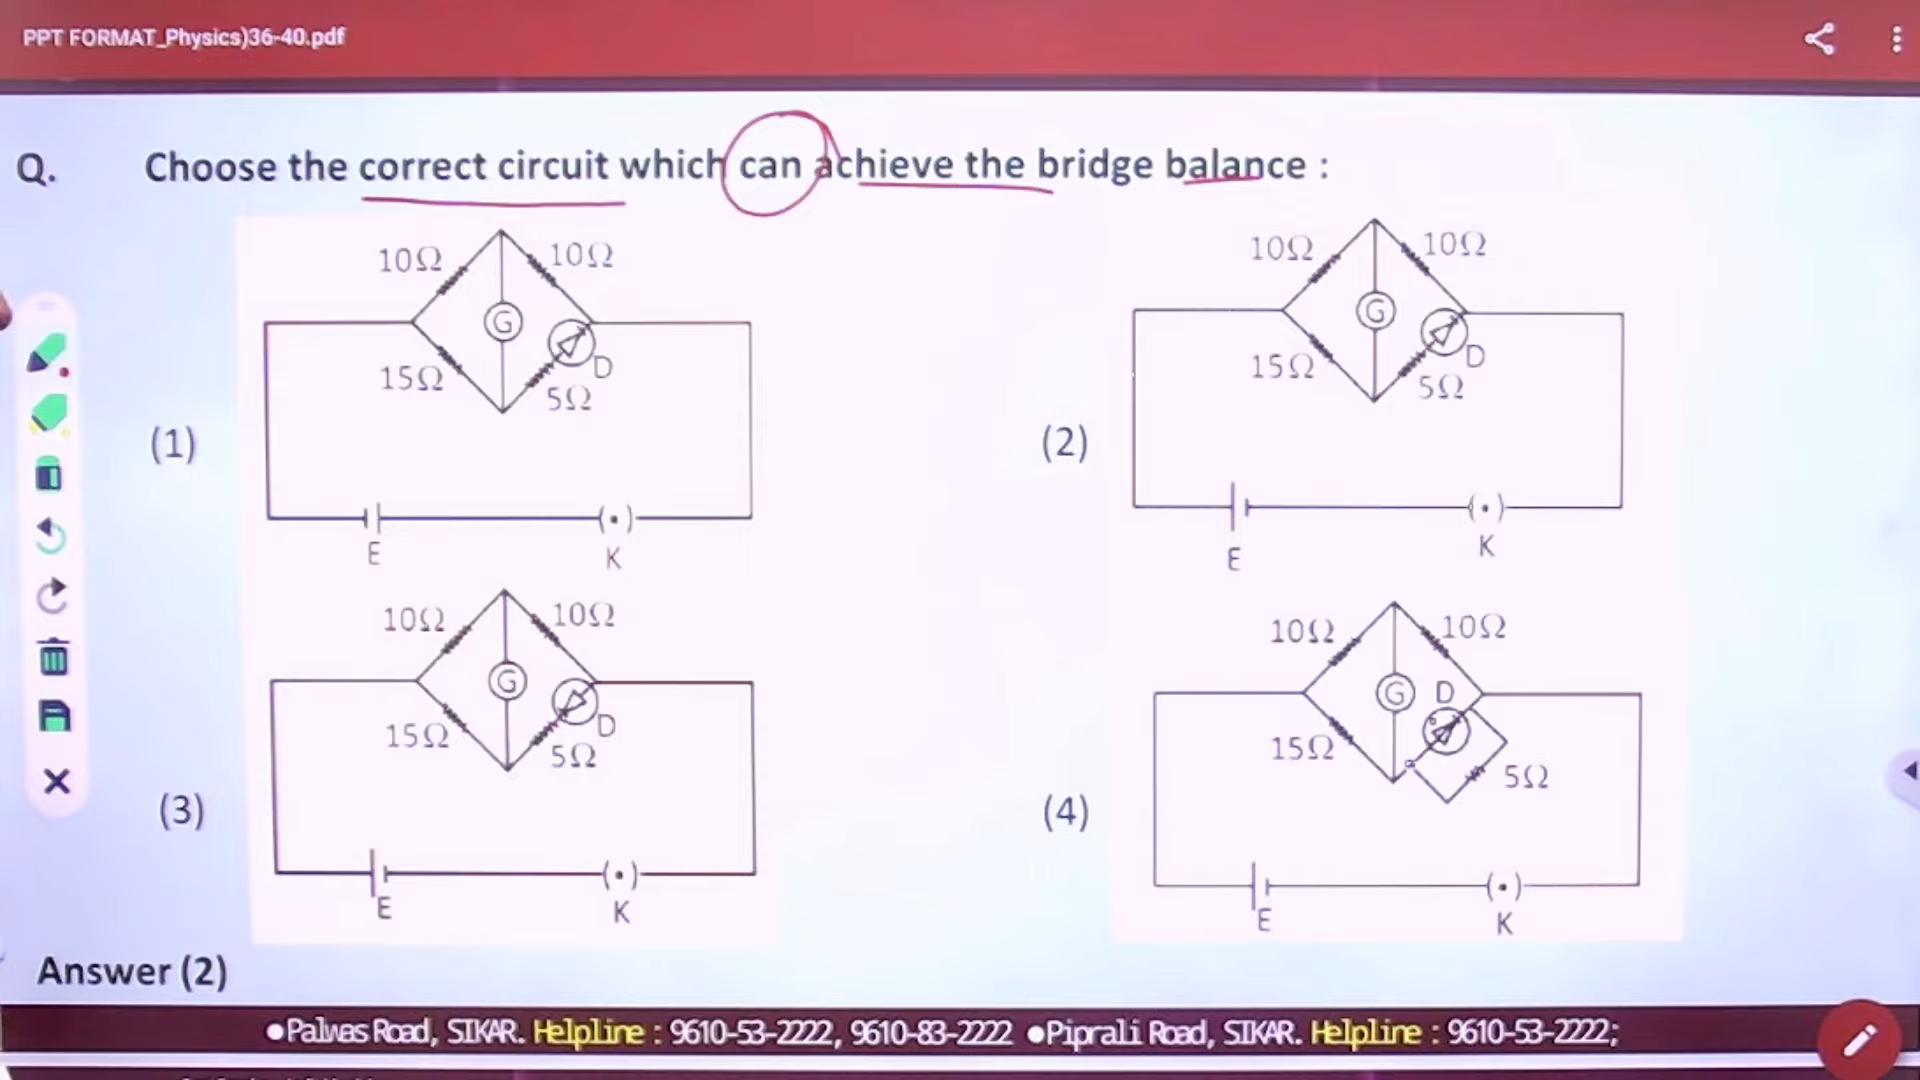 PPT FORMAT_Physics)36-40.pdf
Q. Choose the correct circuit which can achieve the bridge balance :
10Ω 10Ω
G
15Ω D
5Ω
(1)
E K
10Ω 10Ω
G
15Ω D
5Ω
(2)
E K
10Ω 10Ω
G
15Ω D
5Ω
(3)
E K
10Ω 10Ω
G D
15Ω 5Ω
(4)
E K
Answer (2)
●Palwas Road, SIKAR. Helpline : 9610-53-2222, 9610-83-2222 ●Piprali Road, SIKAR. Helpline : 9610-53-2222;